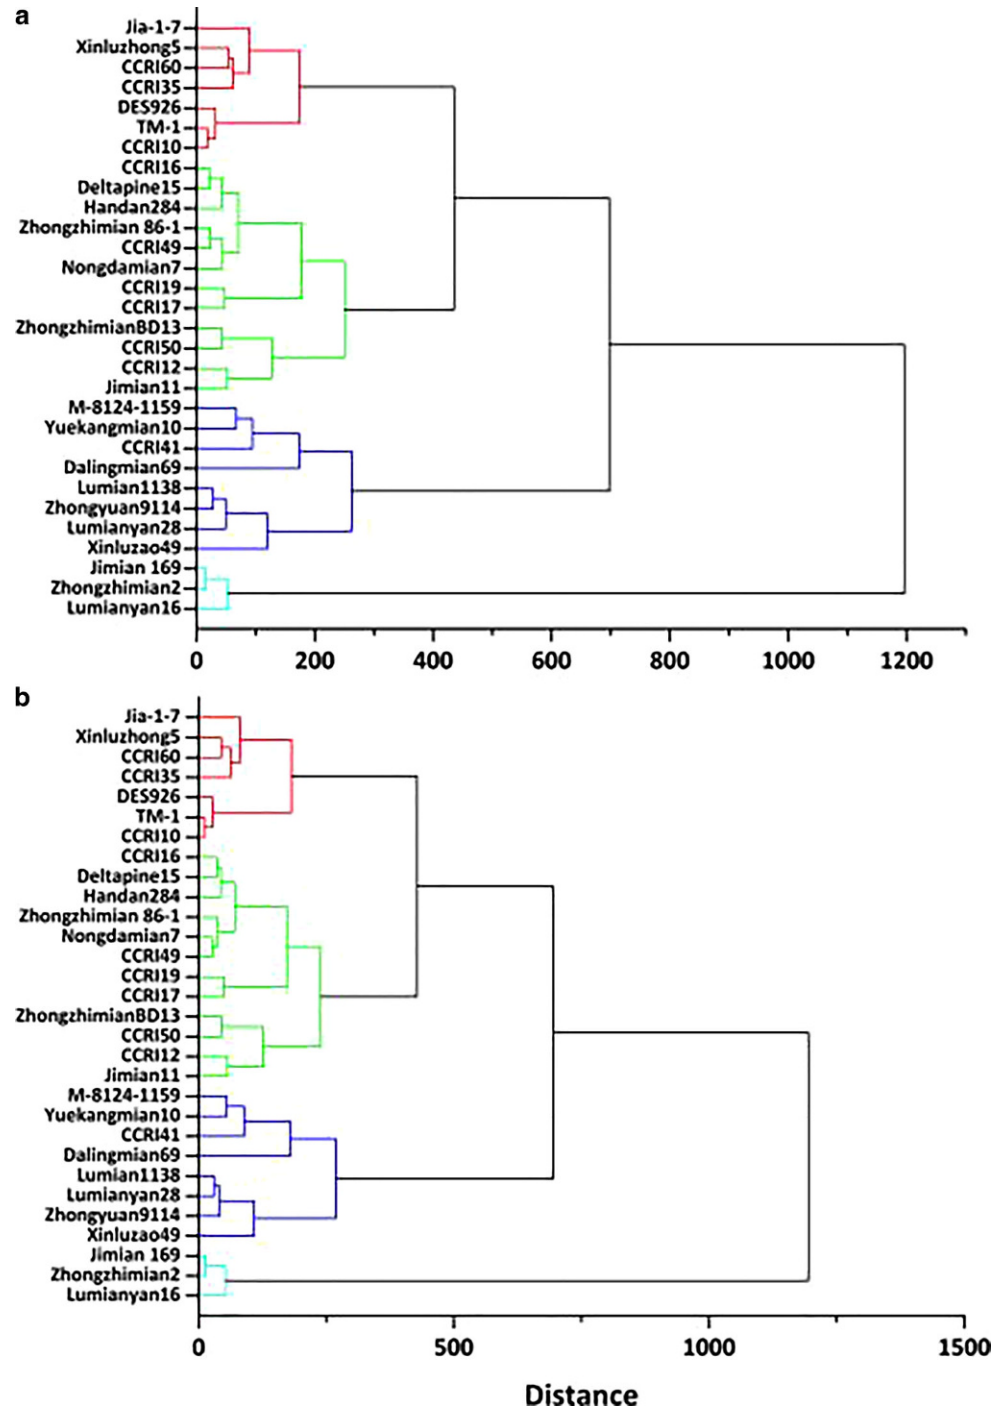 a
Jia-1-7
Xinluzhong5
CCRI60
CCRI35
DES926
TM-1
CCRI10
CCRI16
Deltapine15
Handan284
Zhongzhimian 86-1
CCRI49
Nongdamian7
CCRI19
CCRI17
ZhongzhimianBD13
CCRI50
CCRI12
Jimian11
M-8124-1159
Yuekangmian10
CCRI41
Dalingmian69
Lumian1138
Zhongyuan9114
Lumianyan28
Xinluzao49
Jimian 169
Zhongzhimian2
Lumianyan16
0 200 400 600 800 1000 1200
b
Jia-1-7
Xinluzhong5
CCRI60
CCRI35
DES926
TM-1
CCRI10
CCRI16
Deltapine15
Handan284
Zhongzhimian 86-1
Nongdamian7
CCRI49
CCRI19
CCRI17
ZhongzhimianBD13
CCRI50
CCRI12
Jimian11
M-8124-1159
Yuekangmian10
CCRI41
Dalingmian69
Lumian1138
Lumianyan28
Zhongyuan9114
Xinluzao49
Jimian 169
Zhongzhimian2
Lumianyan16
0 500 1000 1500
Distance